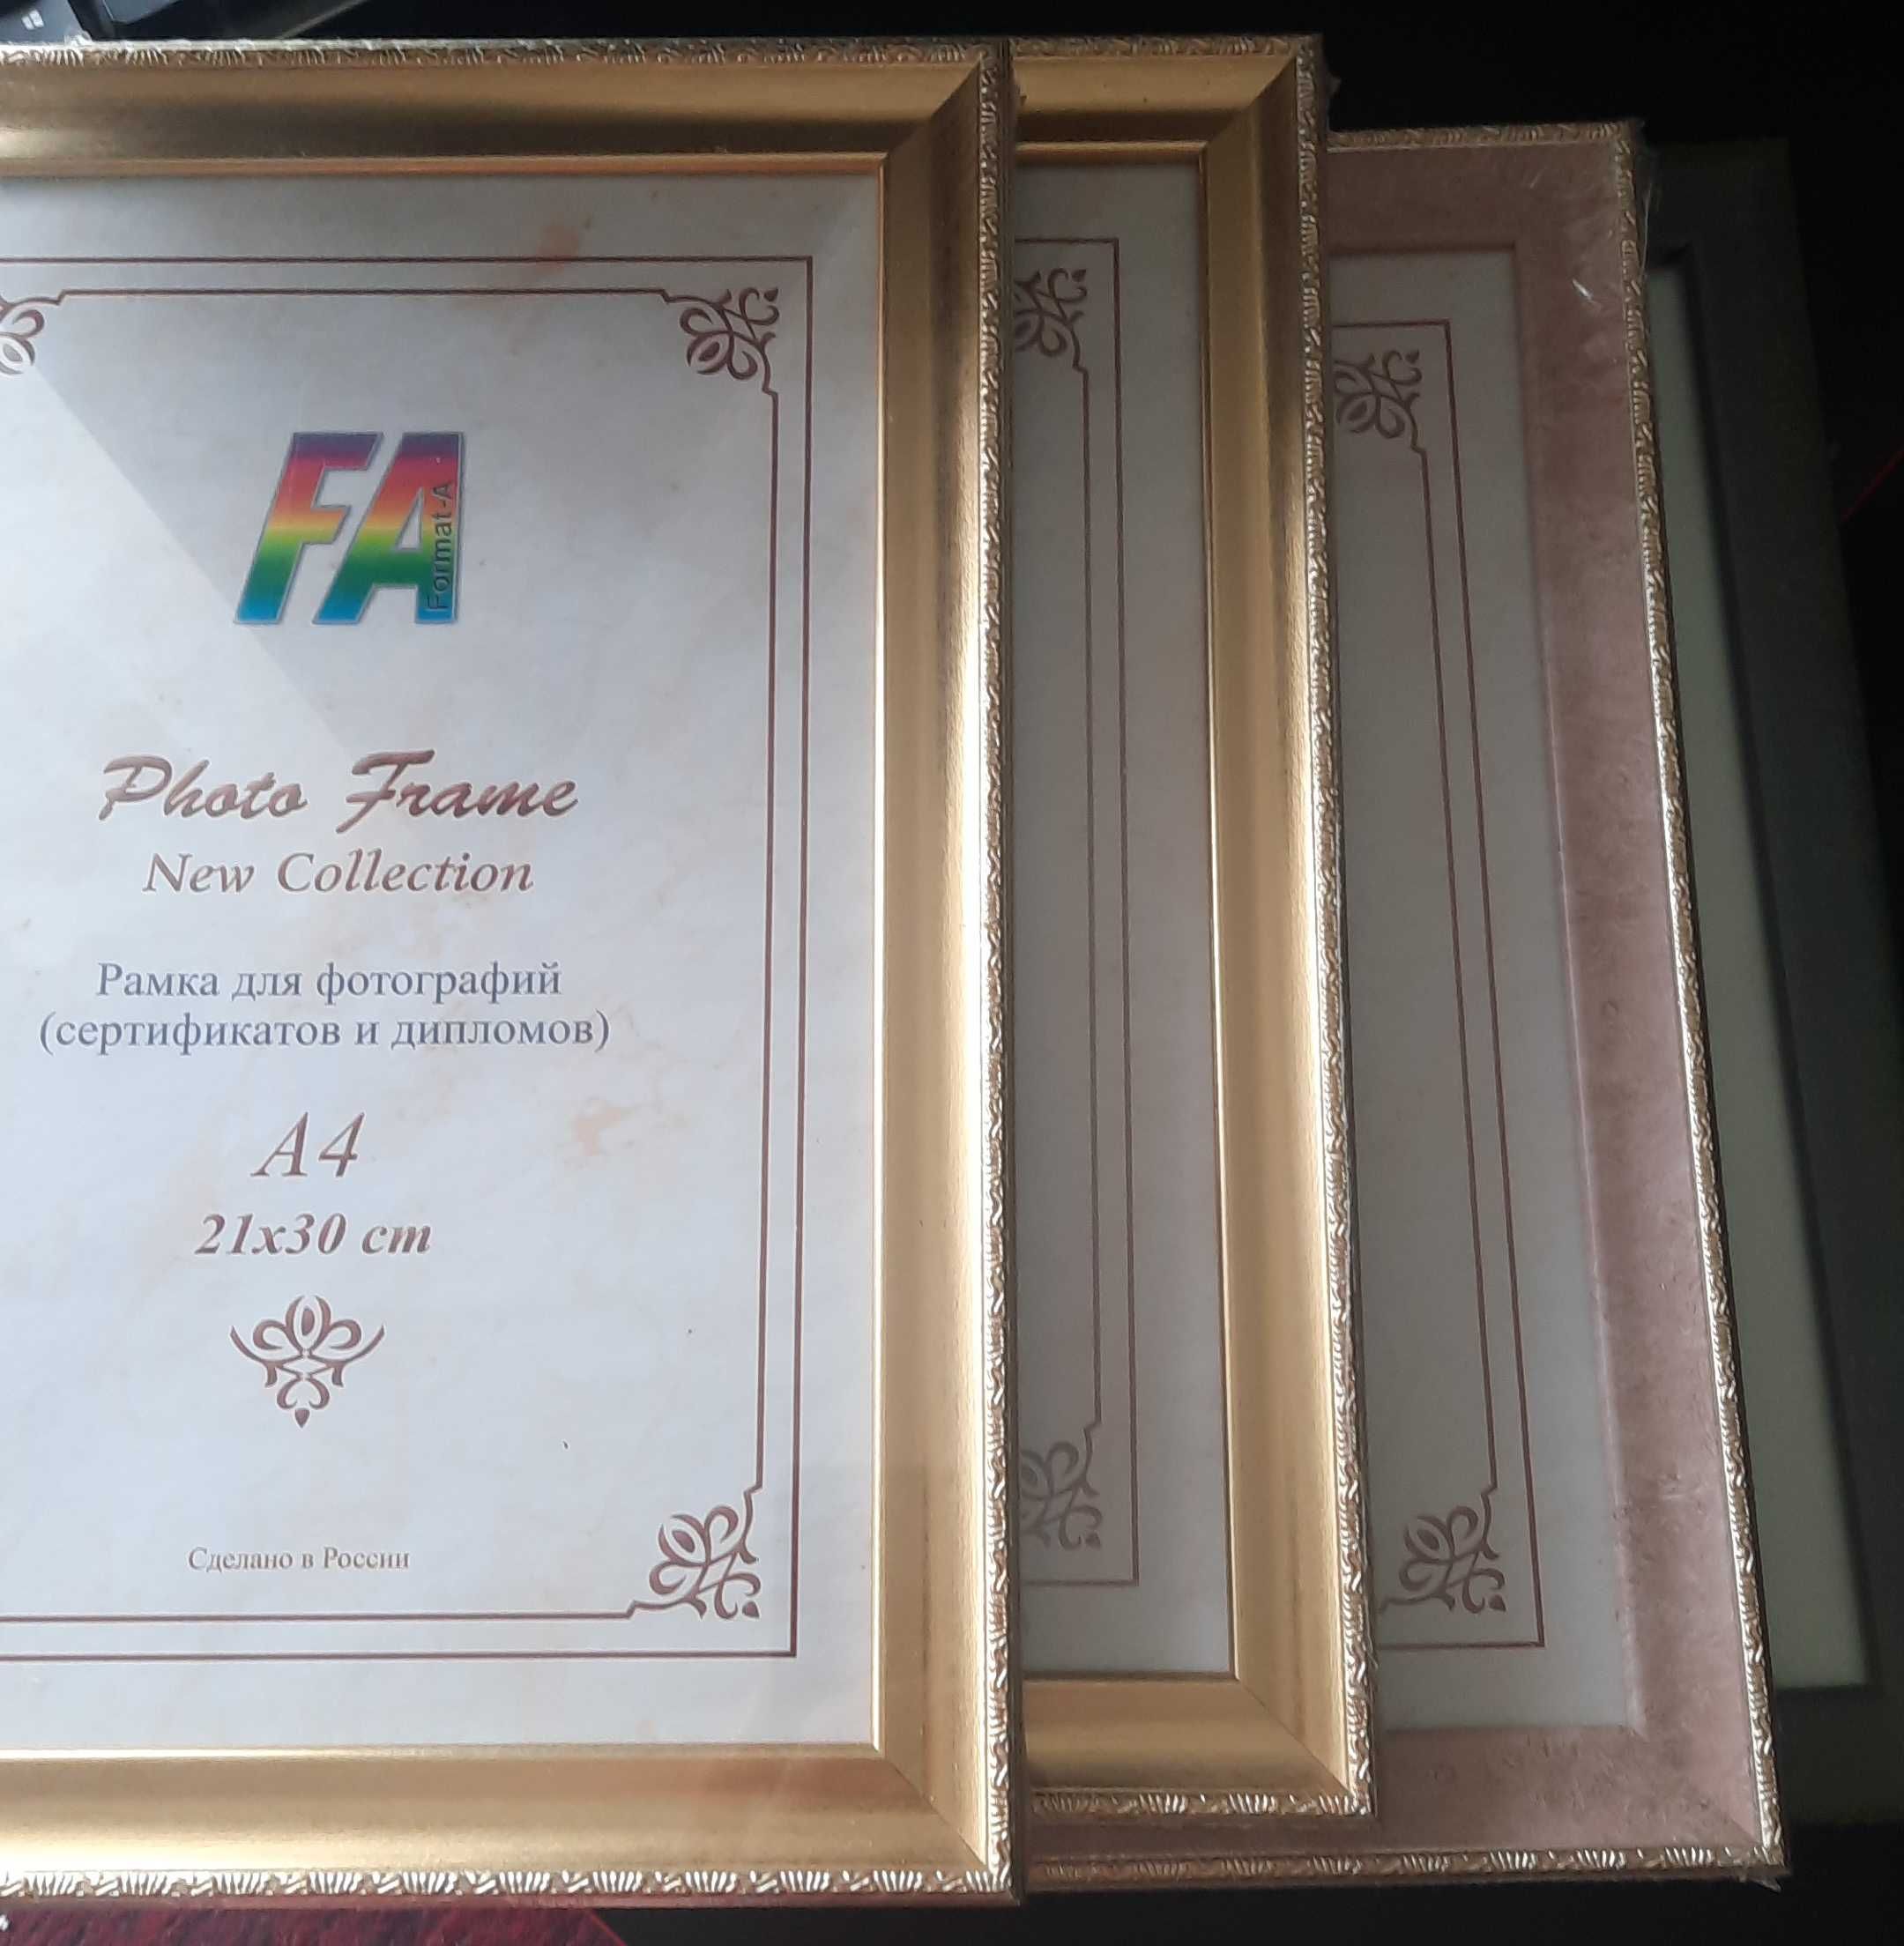 FA
Format-A
Photo Frame
New Collection
Рамка для фотографий
(сертификатов и дипломов)
A4
21x30 cm
Сделано в России